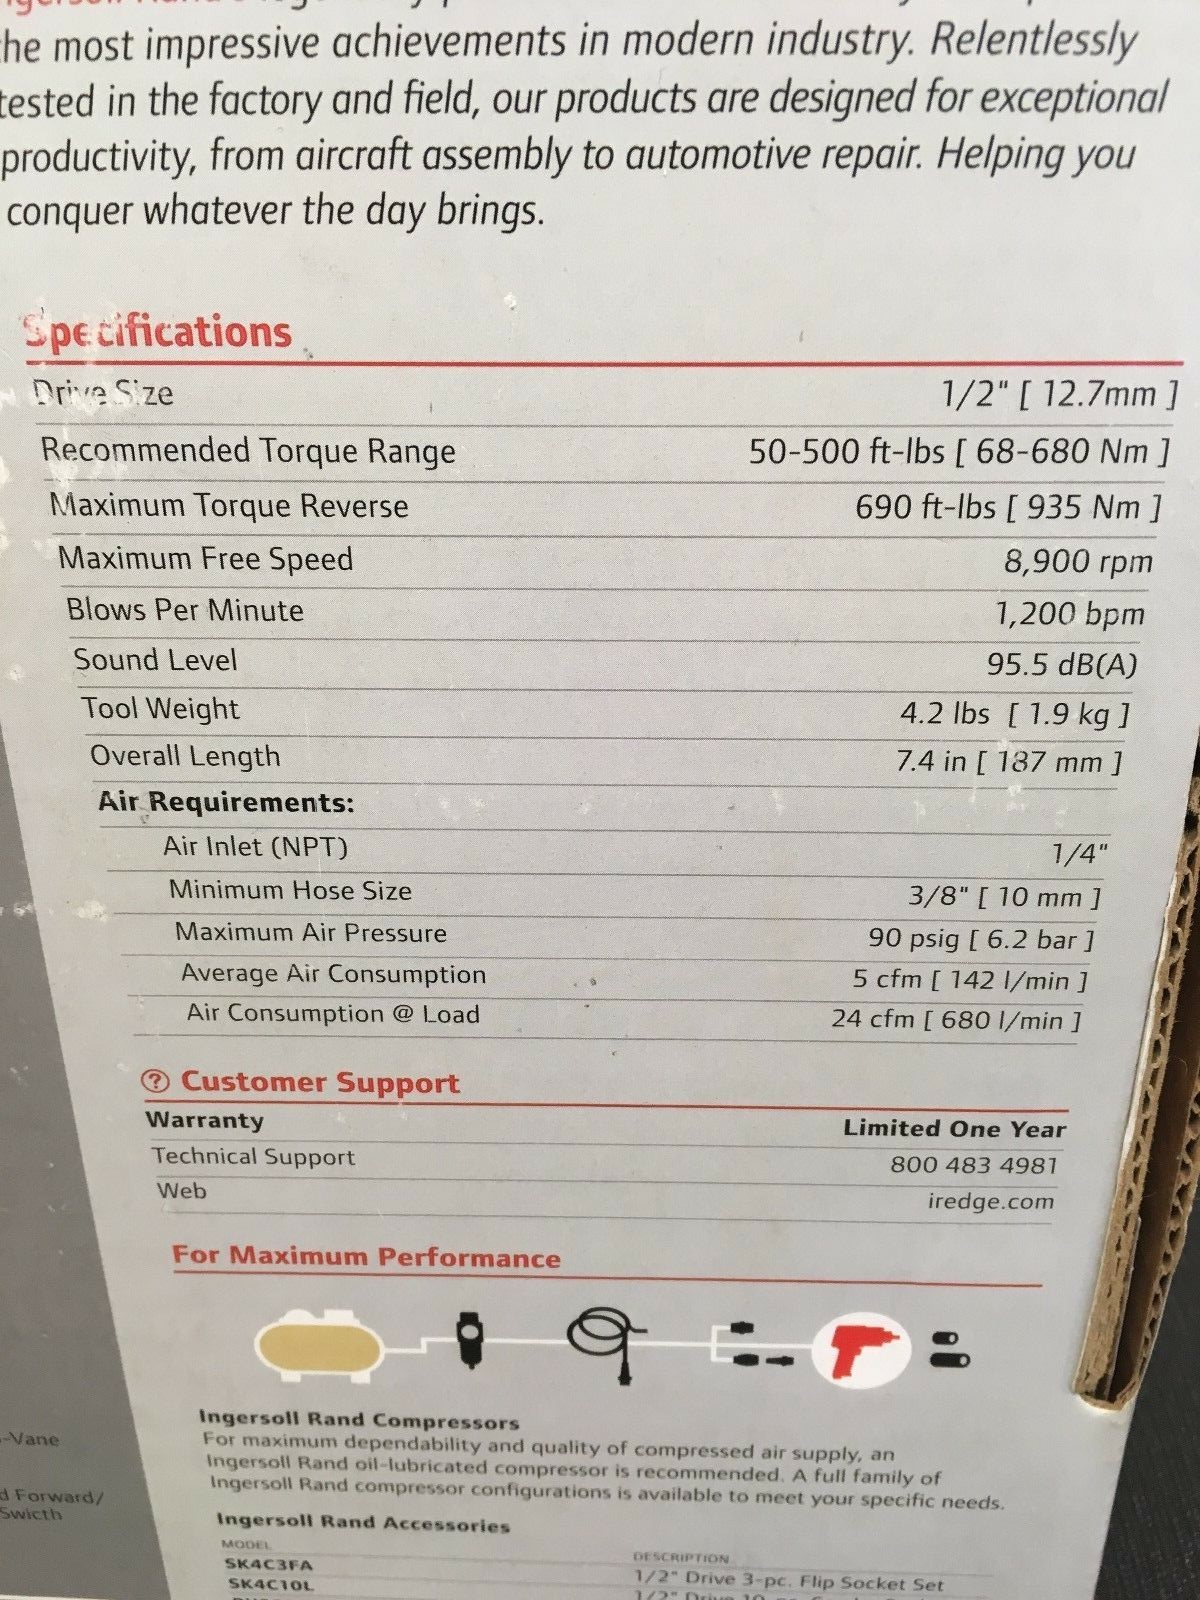 the most impressive achievements in modern industry. Relentlessly
tested in the factory and field, our products are designed for exceptional
productivity, from aircraft assembly to automotive repair. Helping you
conquer whatever the day brings.
Specifications
Drive Size 1/2" [ 12.7mm ]
Recommended Torque Range 50-500 ft-lbs [ 68-680 Nm ]
Maximum Torque Reverse 690 ft-lbs [ 935 Nm ]
Maximum Free Speed 8,900 rpm
Blows Per Minute 1,200 bpm
Sound Level 95.5 dB(A)
Tool Weight 4.2 lbs [ 1.9 kg ]
Overall Length 7.4 in [ 187 mm ]
Air Requirements:
Air Inlet (NPT) 1/4"
Minimum Hose Size 3/8" [ 10 mm ]
Maximum Air Pressure 90 psig [ 6.2 bar ]
Average Air Consumption 5 cfm [ 142 l/min ]
Air Consumption @ Load 24 cfm [ 680 l/min ]
? Customer Support
Warranty Limited One Year
Technical Support 800 483 4981
Web iredge.com
For Maximum Performance
Ingersoll Rand Compressors
For maximum dependability and quality of compressed air supply, an
Ingersoll Rand oil-lubricated compressor is recommended. A full family of
Ingersoll Rand compressor configurations is available to meet your specific needs.
Ingersoll Rand Accessories
MODEL DESCRIPTION
SK4C3FA 1/2" Drive 3-pc. Flip Socket Set
SK4C10L 1/2" Drive
-Vane
d Forward/
Swicth